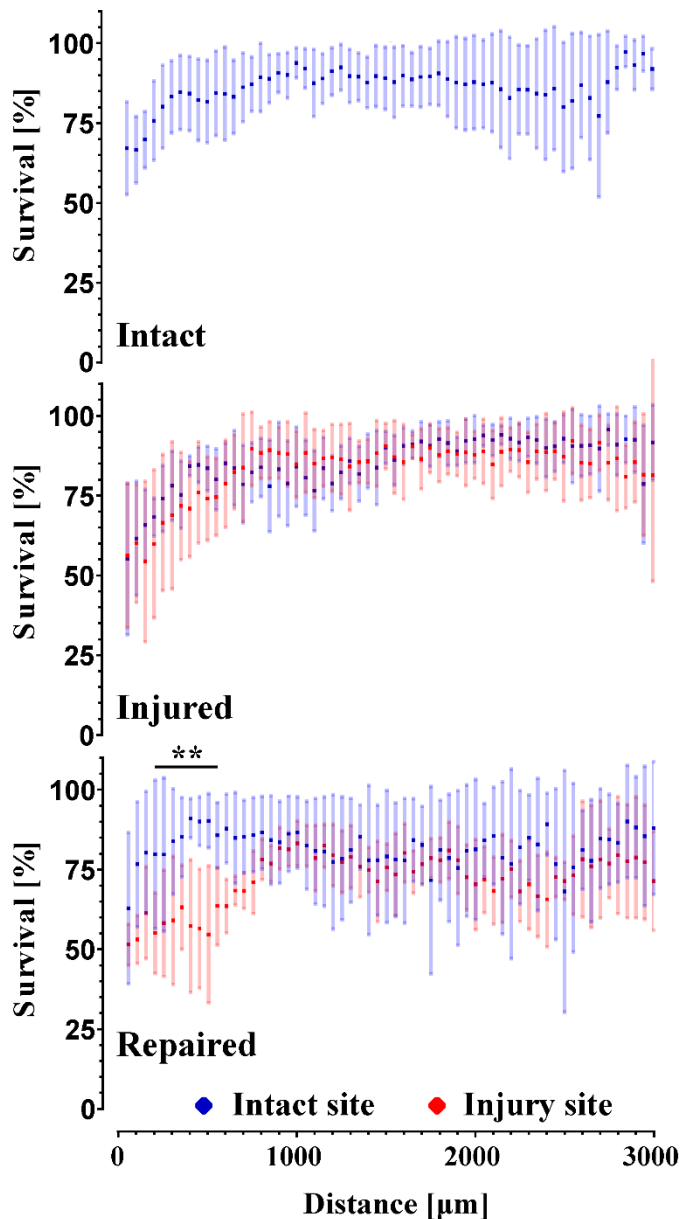 100
75
Survival [%]
50
25
Intact
0
100
75
Survival [%]
50
25
Injured
0
**
100
75
Survival [%]
50
25
Repaired
0
Intact site
Injury site
0 1000 2000 3000
Distance [µm]